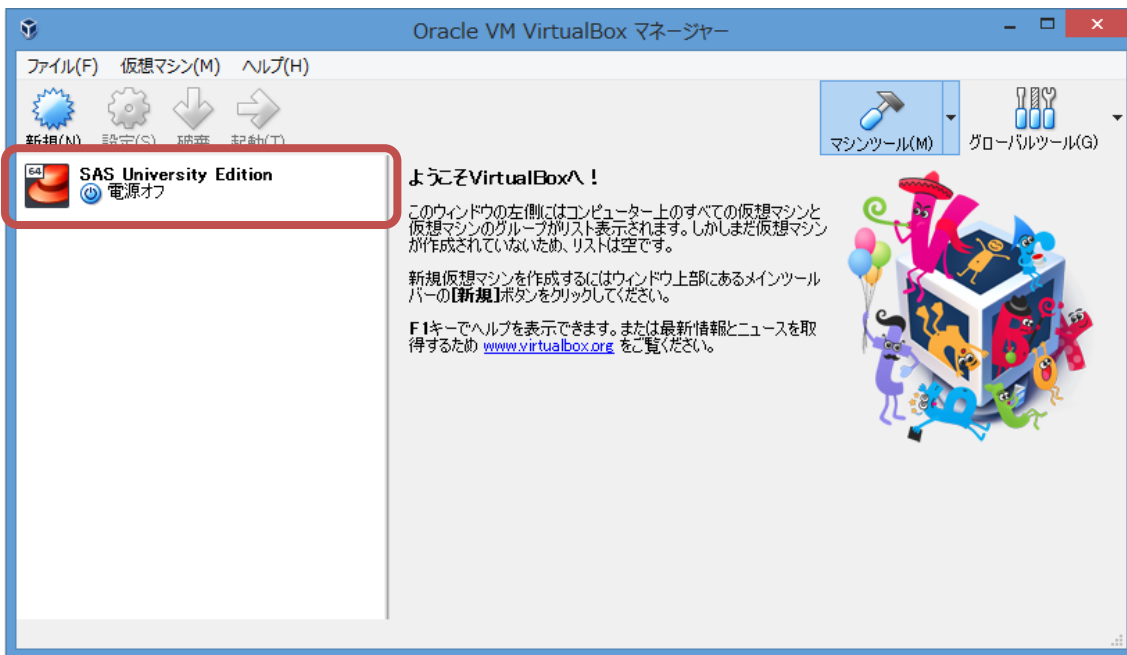 Oracle VM VirtualBox マネージャー
ファイル(F) 仮想マシン(M) ヘルプ(H)
新規(N) 設定(S) 破棄 起動(T)
マシンツール(M) グローバルツール(G)
64
SAS University Edition
電源オフ
ようこそVirtualBoxへ！
このウィンドウの左側にはコンピューター上のすべての仮想マシンと
仮想マシンのグループがリスト表示されます。しかしまだ仮想マシン
が作成されていないため、リストは空です。
新規仮想マシンを作成するにはウィンドウ上部にあるメインツール
バーの[新規]ボタンをクリックしてください。
F1キーでヘルプを表示できます。または最新情報とニュースを取
得するため www.virtualbox.org をご覧ください。